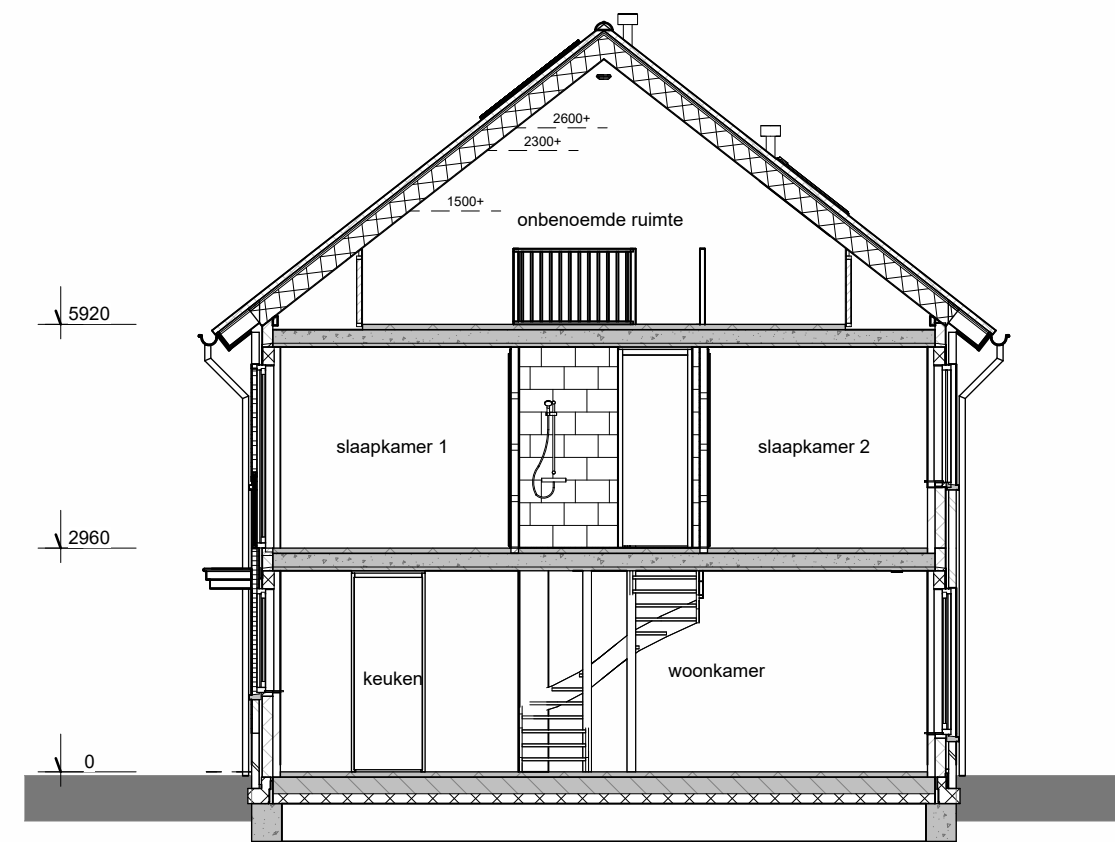 2600+
2300+
1500+
onbenoemde ruimte
5920
slaapkamer 1
slaapkamer 2
2960
keuken
woonkamer
0